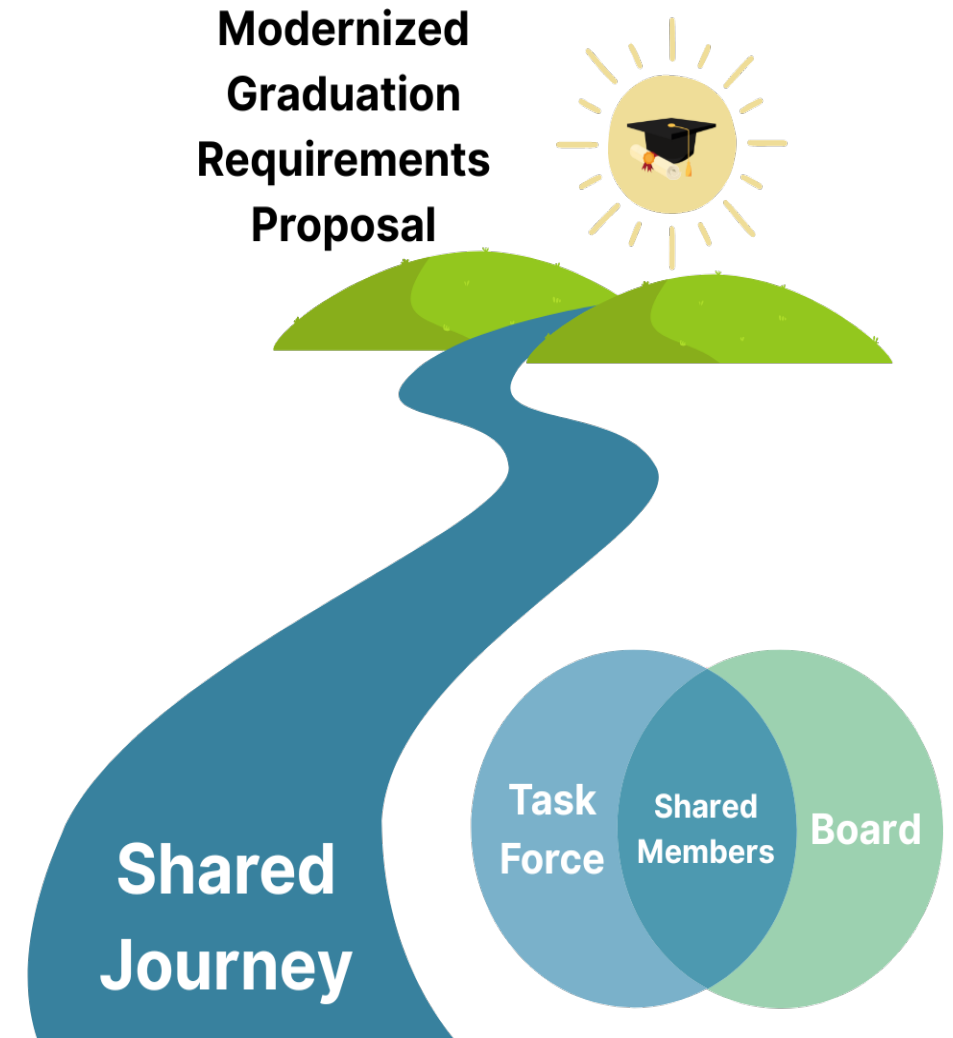 Modernized
Graduation
Requirements
Proposal
Shared
Journey
Task
Force
Shared
Members
Board